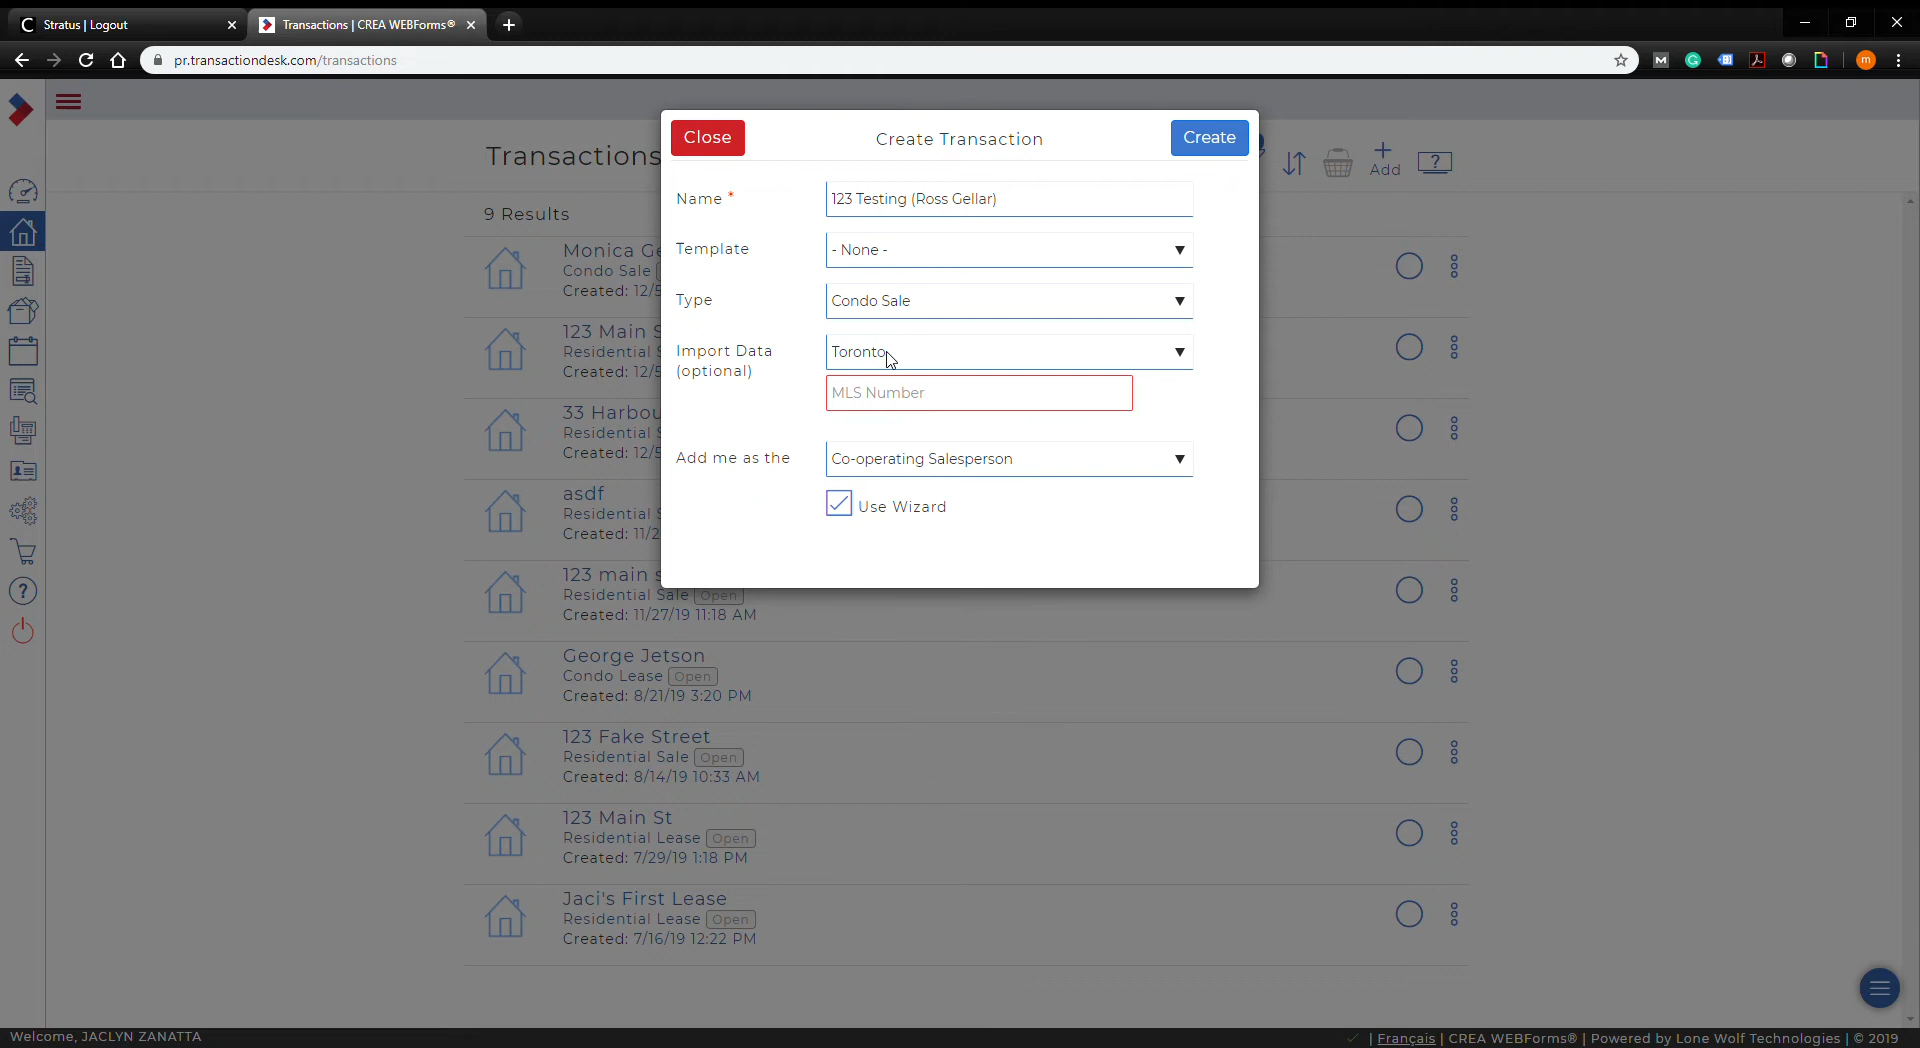 Stratus | Logout
Transactions | CREA WEBForms®
pr.transactiondesk.com/transactions
Close
Create Transaction
Create
Transactions
Add
Name *
123 Testing (Ross Gellar)
Template
- None -
Type
Condo Sale
Import Data
(optional)
Toronto
MLS Number
Add me as the
Co-operating Salesperson
Use Wizard
9 Results
Monica Ge
Condo Sale
Created: 12/5
123 Main S
Residential S
Created: 12/5
33 Harbou
Residential S
Created: 12/5
asdf
Residential S
Created: 11/2
123 main s
Residential Sale Open
Created: 11/27/19 11:18 AM
George Jetson
Condo Lease Open
Created: 8/21/19 3:20 PM
123 Fake Street
Residential Sale Open
Created: 8/14/19 10:33 AM
123 Main St
Residential Lease Open
Created: 7/29/19 1:18 PM
Jaci's First Lease
Residential Lease Open
Created: 7/16/19 12:22 PM
Welcome, JACLYN ZANATTA
| Français | CREA WEBForms® | Powered by Lone Wolf Technologies | © 2019